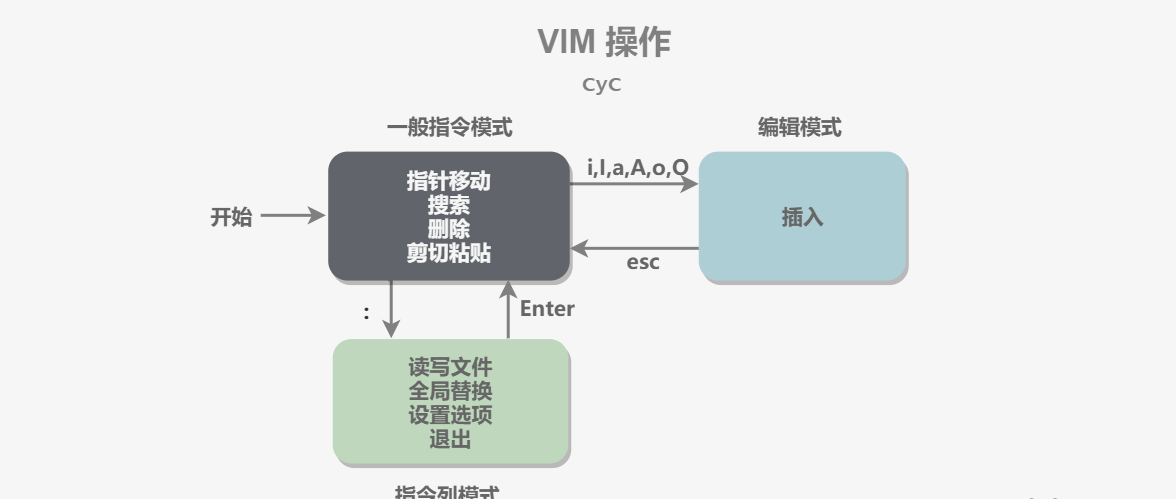 VIM 操作
CyC
一般指令模式
编辑模式
指针移动
搜索
删除
剪切粘贴
i,I,a,A,o,O
插入
开始
esc
:
Enter
读写文件
全局替换
设置选项
退出
指令列模式